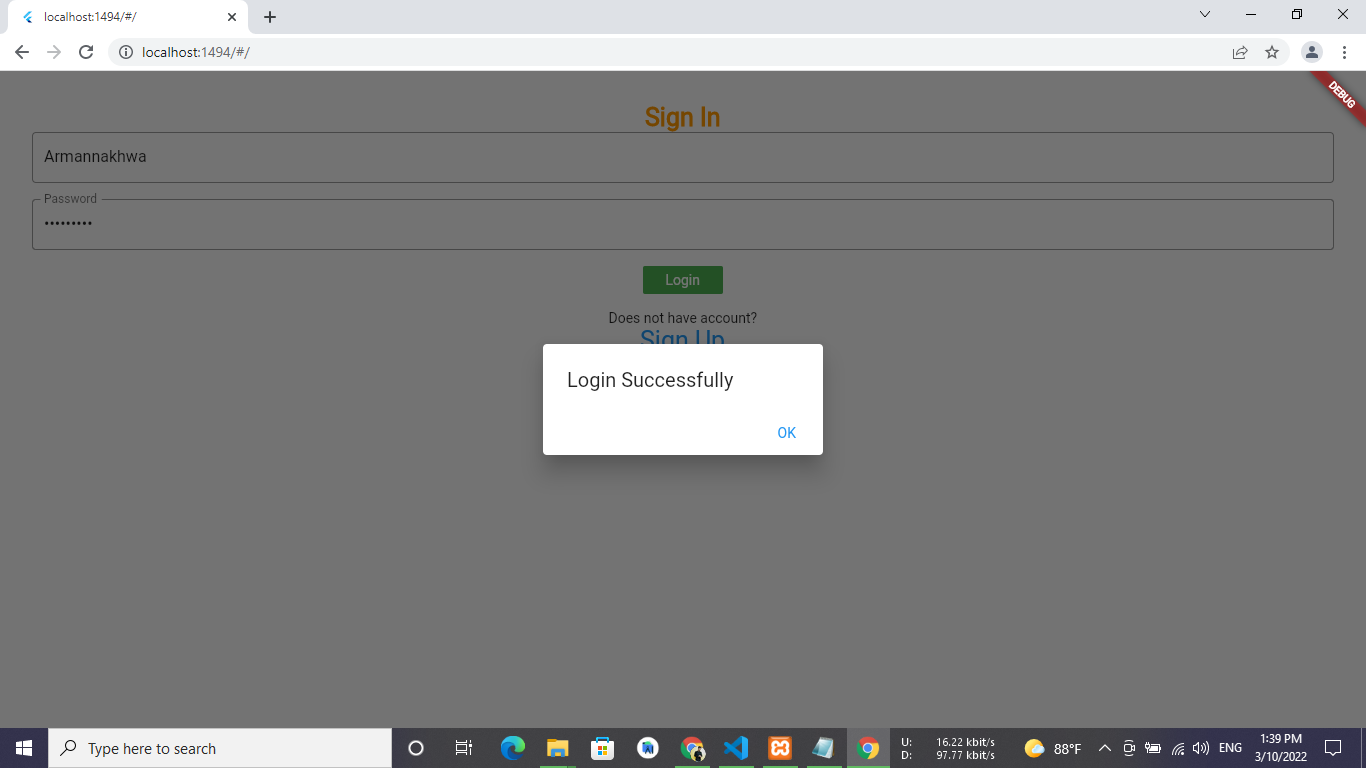 localhost:1494/#/
localhost:1494/#/
DEBUG
Sign In
Armannakhwa
Password
•••••••••
Login
Does not have account?
Sign Up
Login Successfully
OK
Type here to search
U: 16.22 kbit/s
D: 97.77 kbit/s
88°F
ENG
1:39 PM
3/10/2022